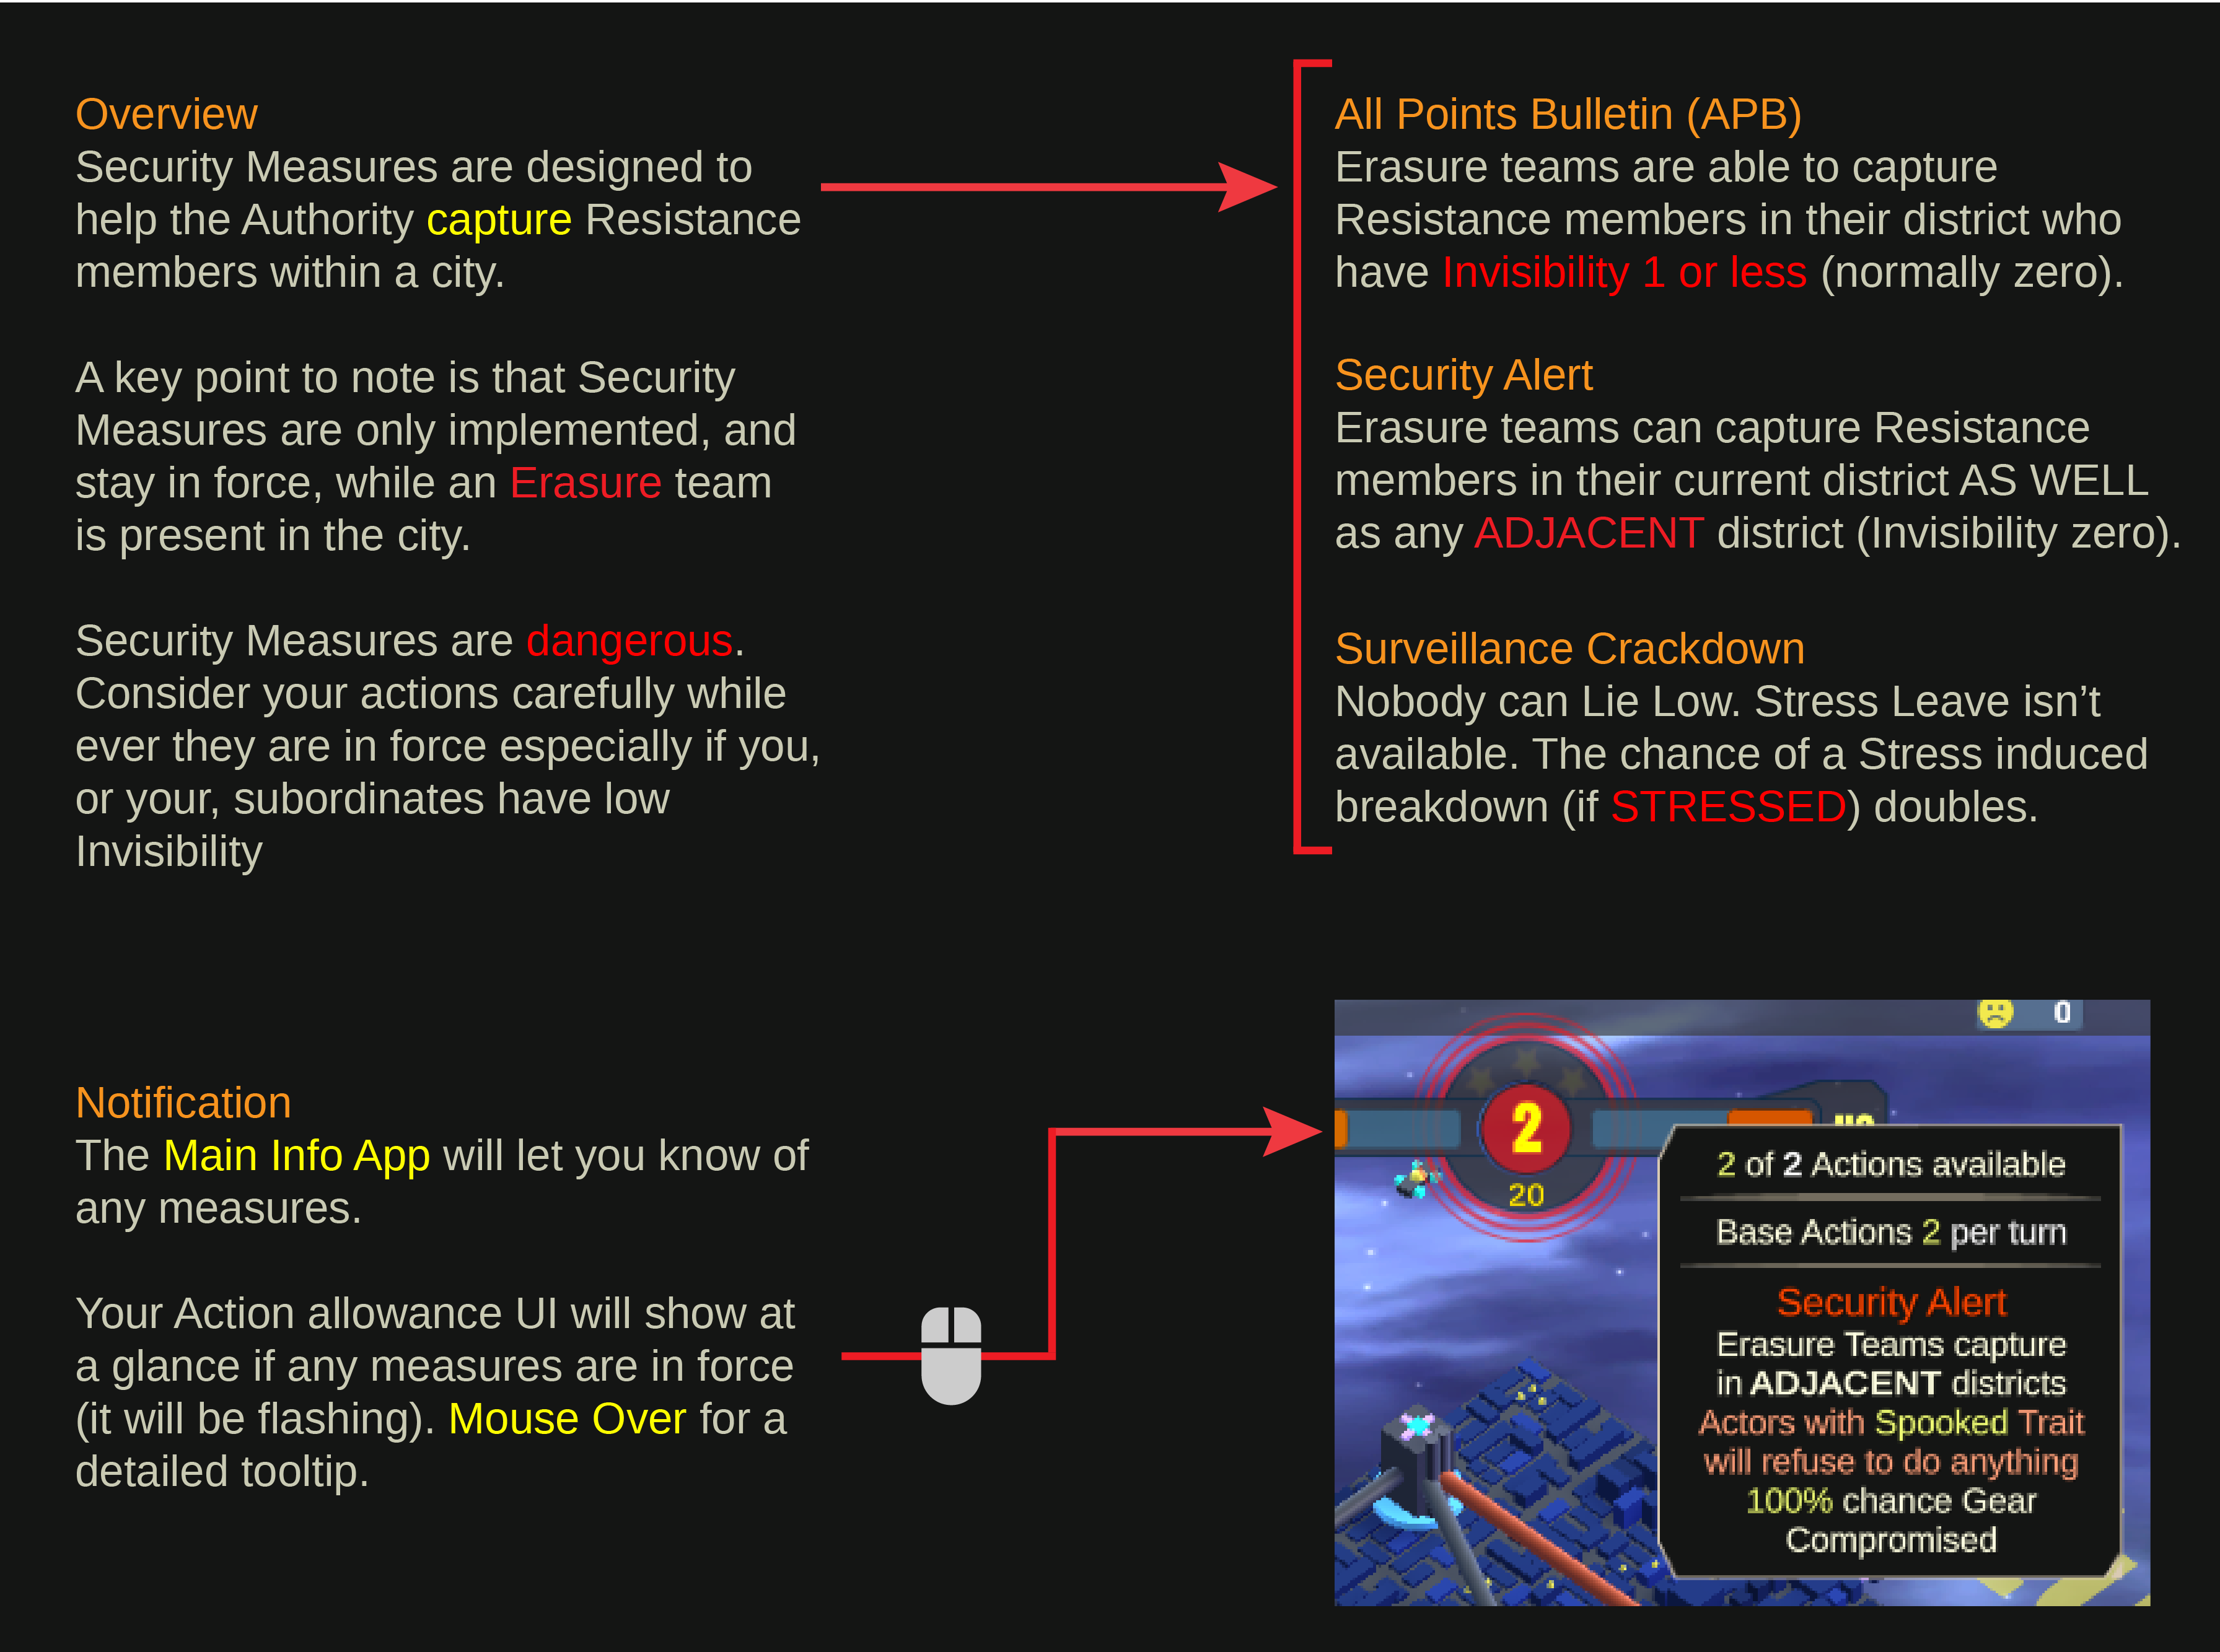 Overview
Security Measures are designed to
help the Authority capture Resistance
members within a city.
A key point to note is that Security
Measures are only implemented, and
stay in force, while an Erasure team
is present in the city.
Security Measures are dangerous.
Consider your actions carefully while
ever they are in force especially if you,
or your, subordinates have low
Invisibility
All Points Bulletin (APB)
Erasure teams are able to capture
Resistance members in their district who
have Invisibility 1 or less (normally zero).
Security Alert
Erasure teams can capture Resistance
members in their current district AS WELL
as any ADJACENT district (Invisibility zero).
Surveillance Crackdown
Nobody can Lie Low. Stress Leave isn’t
available. The chance of a Stress induced
breakdown (if STRESSED) doubles.
Notification
The Main Info App will let you know of
any measures.
Your Action allowance UI will show at
a glance if any measures are in force
(it will be flashing). Mouse Over for a
detailed tooltip.
0
2
20
2 of 2 Actions available
Base Actions 2 per turn
Security Alert
Erasure Teams capture
in ADJACENT districts
Actors with Spooked Trait
will refuse to do anything
100% chance Gear
Compromised